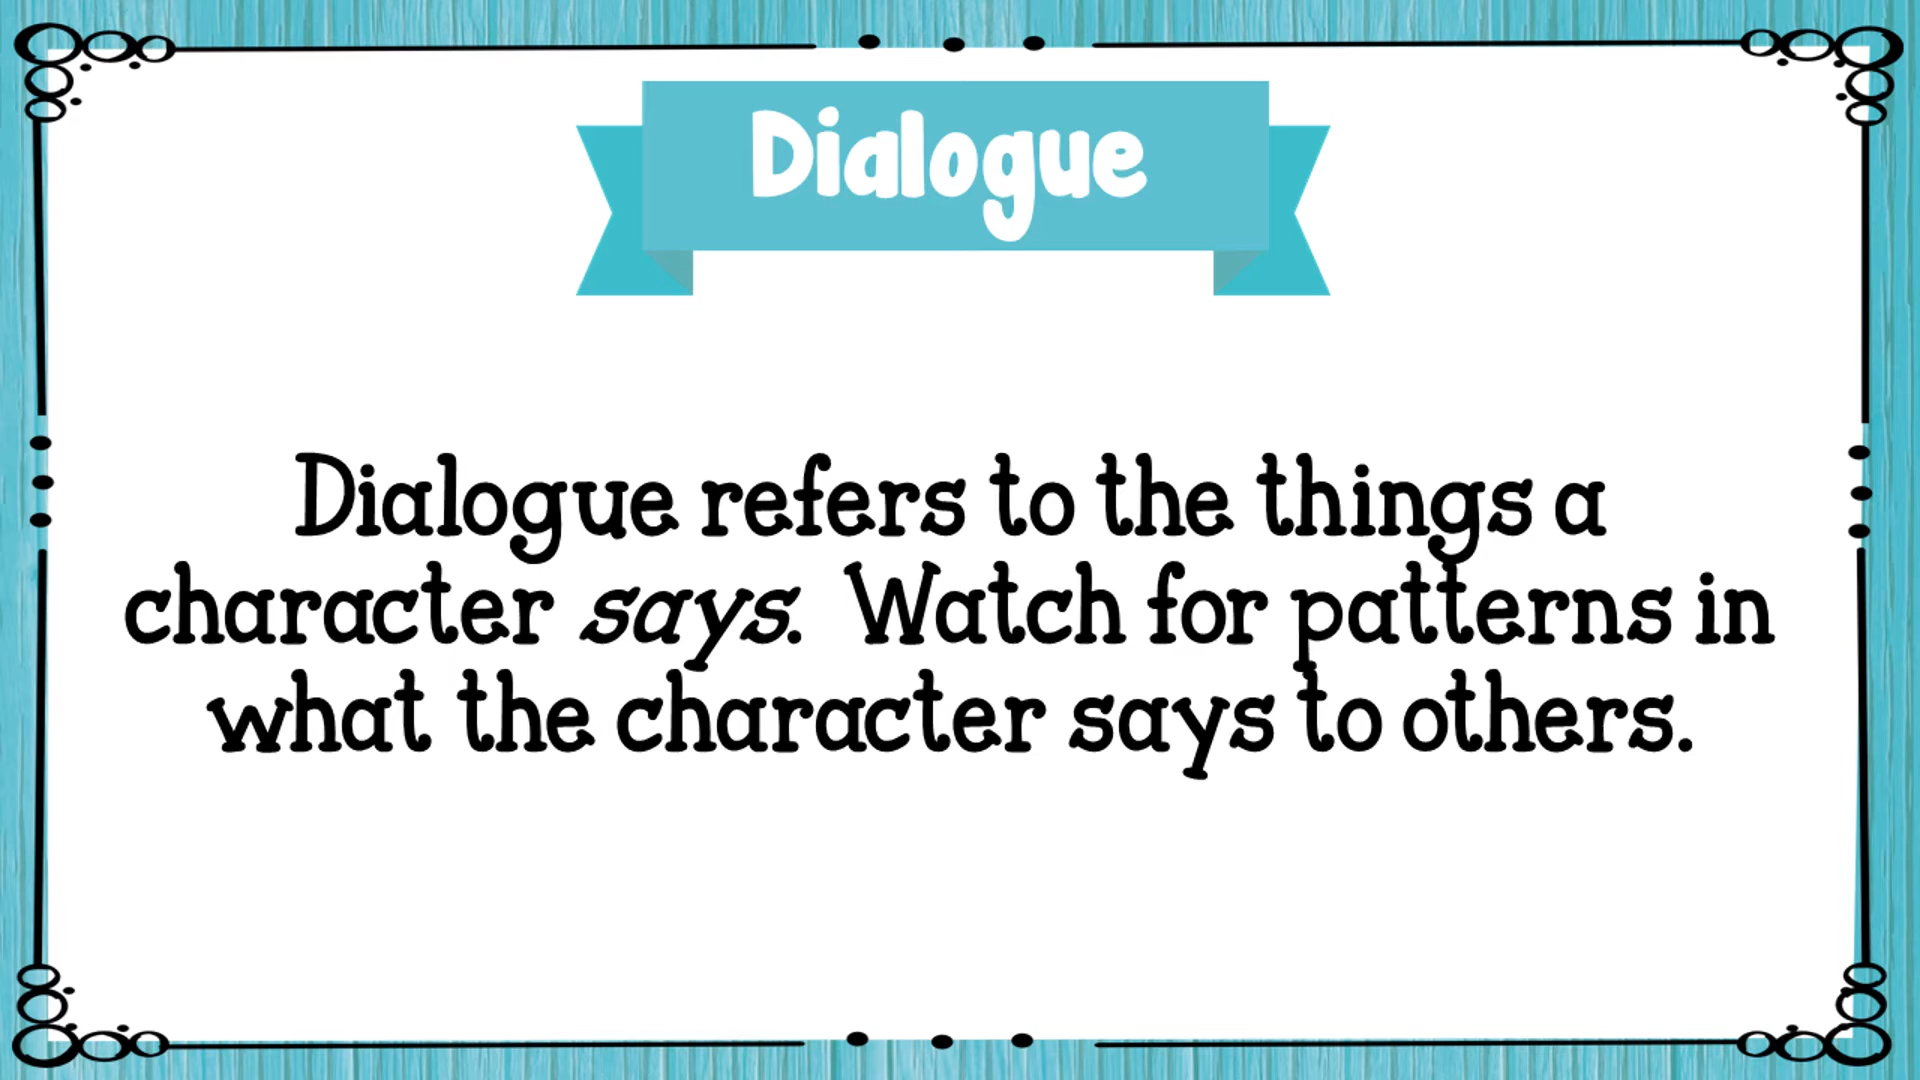 Dialogue
Dialogue refers to the things a
character says.  Watch for patterns in
what the character says to others.